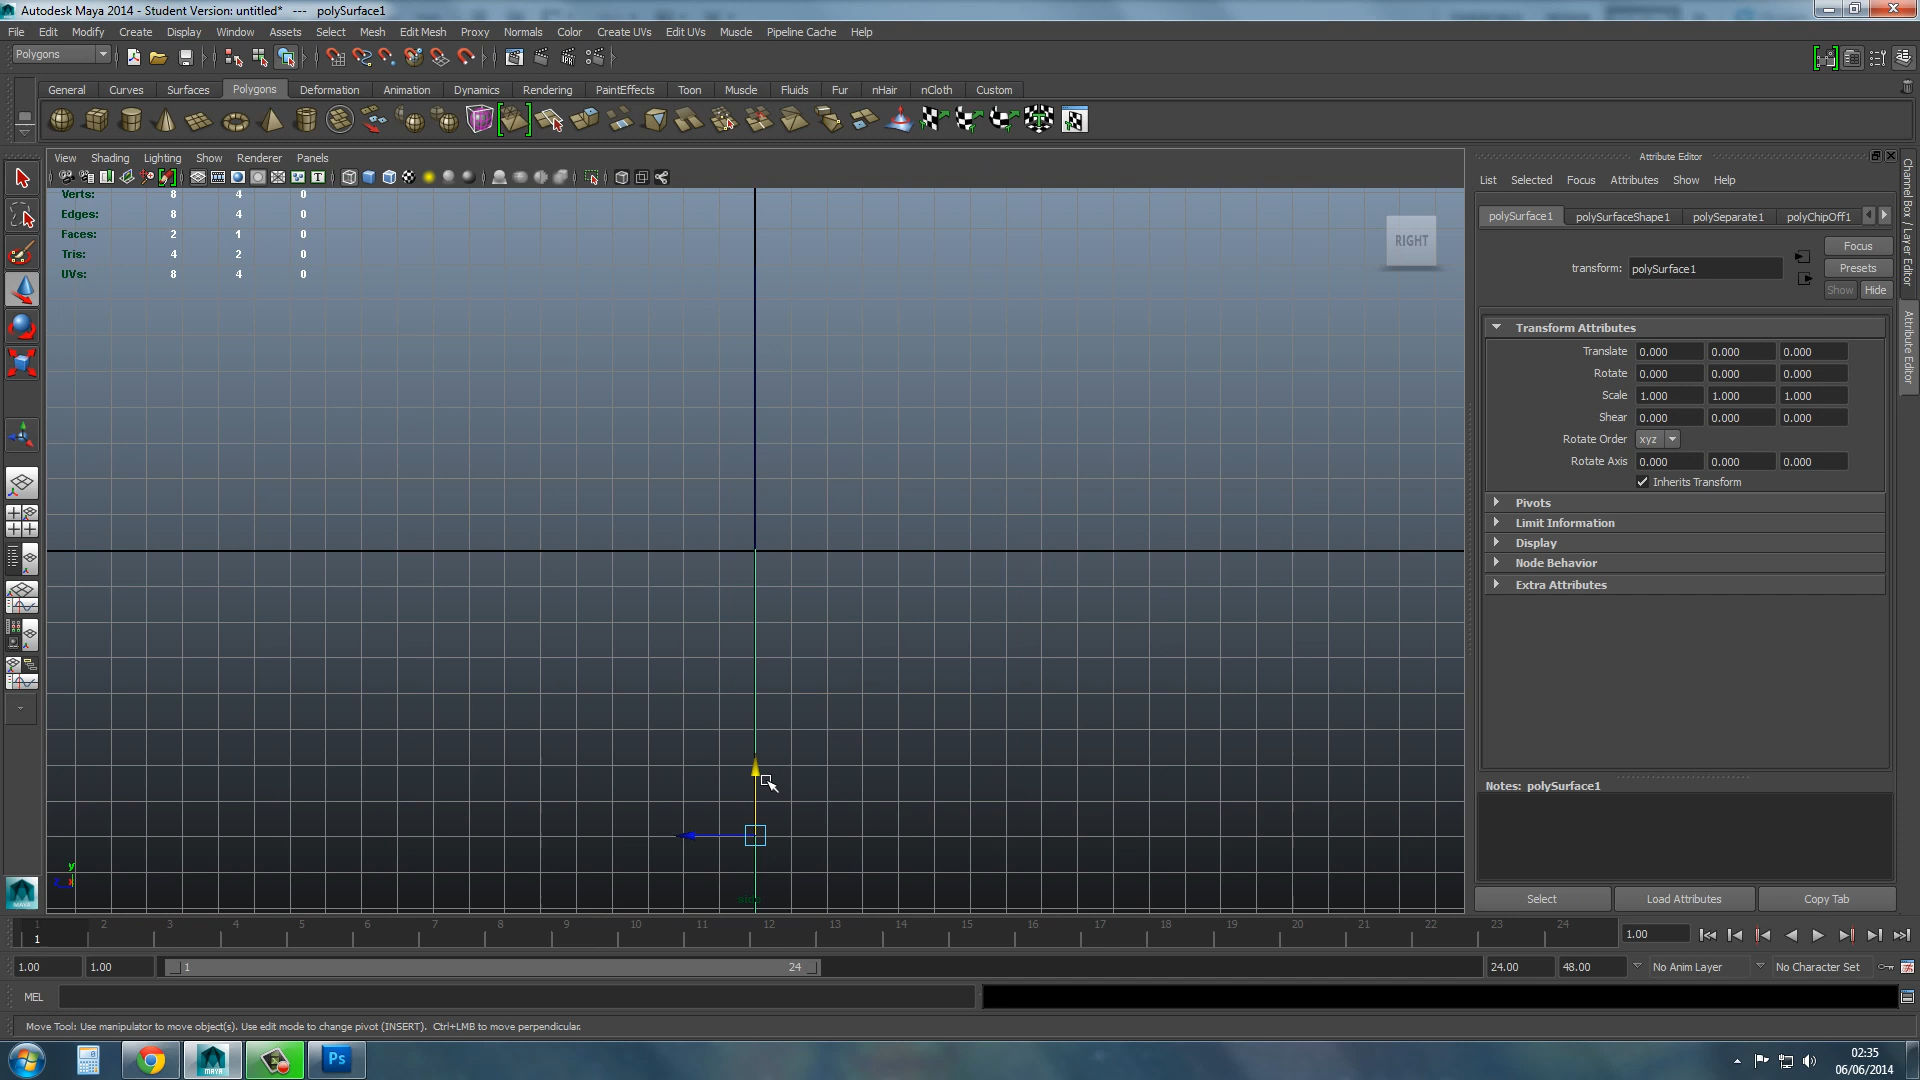 Autodesk Maya 2014 - Student Version: untitled* --- polySurface1
File Edit Modify Create Display Window Assets Select Mesh Edit Mesh Proxy Normals Color Create UVs Edit UVs Muscle Pipeline Cache Help
Polygons
General Curves Surfaces Polygons Deformation Animation Dynamics Rendering PaintEffects Toon Muscle Fluids Fur nHair nCloth Custom
View Shading Lighting Show Renderer Panels
Verts: 8 4 0
Edges: 8 4 0
Faces: 2 1 0
Tris: 4 2 0
UVs: 8 4 0
RIGHT
y
side
Attribute Editor
List Selected Focus Attributes Show Help
polySurface1 polySurfaceShape1 polySeparate1 polyChipOff1
Focus
transform: polySurface1
Presets
Show Hide
Transform Attributes
Translate 0.000 0.000 0.000
Rotate 0.000 0.000 0.000
Scale 1.000 1.000 1.000
Shear 0.000 0.000 0.000
Rotate Order xyz
Rotate Axis 0.000 0.000 0.000
Inherits Transform
Pivots
Limit Information
Display
Node Behavior
Extra Attributes
Notes: polySurface1
Select Load Attributes Copy Tab
Channel Box / Layer Editor
Attribute Editor
1 2 3 4 5 6 7 8 9 10 11 12 13 14 15 16 17 18 19 20 21 22 23 24
1
1.00
1.00 1.00 1 24 24.00 48.00 No Anim Layer No Character Set
MEL
Move Tool: Use manipulator to move object(s). Use edit mode to change pivot (INSERT). Ctrl+LMB to move perpendicular.
MAYA
MAYA
Ps
02:35
06/06/2014